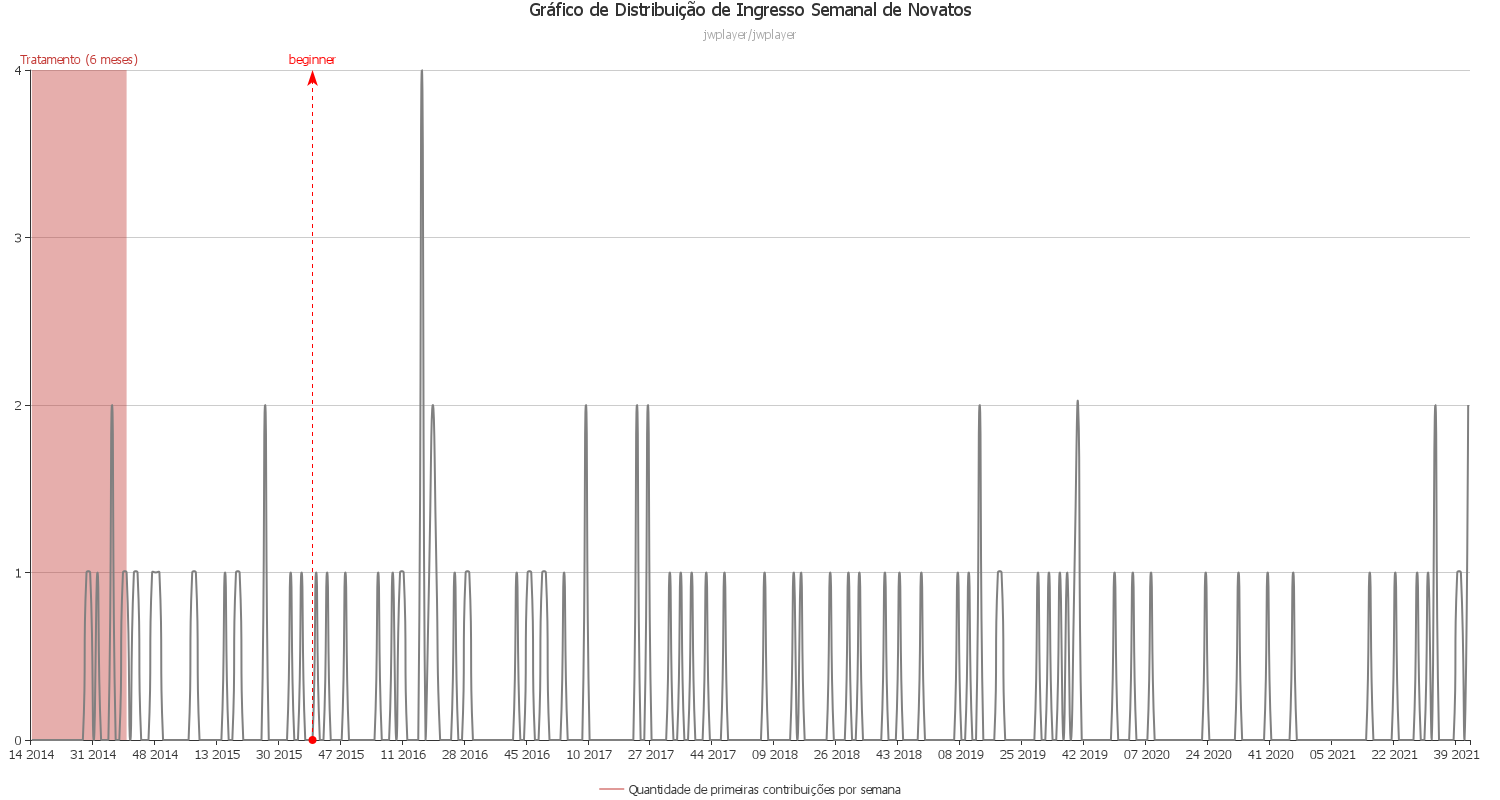 Gráfico de Distribuição de Ingresso Semanal de Novatos
jwplayer/jwplayer
Tratamento (6 meses)
beginner
4
3
2
1
0
14 2014 31 2014 48 2014 13 2015 30 2015 47 2015 11 2016 28 2016 45 2016 10 2017 27 2017 44 2017 09 2018 26 2018 43 2018 08 2019 25 2019 42 2019 07 2020 24 2020 41 2020 05 2021 22 2021 39 2021
Quantidade de primeiras contribuições por semana